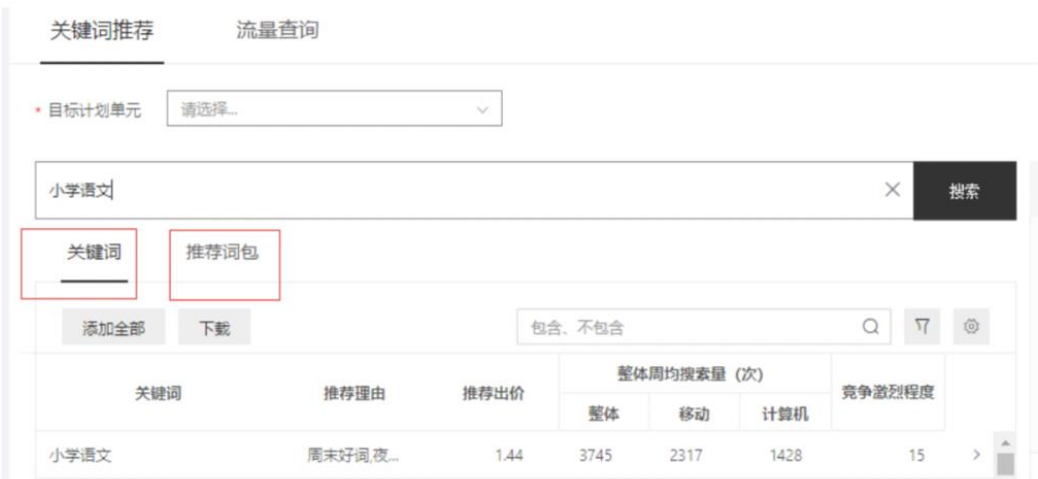 关键词推荐 流量查询
* 目标计划单元 请选择...
小学语文 搜索
关键词 推荐词包
添加全部 下载 包含、不包含
关键词 推荐理由 推荐出价 整体周均搜索量 (次) 竞争激烈程度
整体 移动 计算机
小学语文 周末好词,夜... 1.44 3745 2317 1428 15